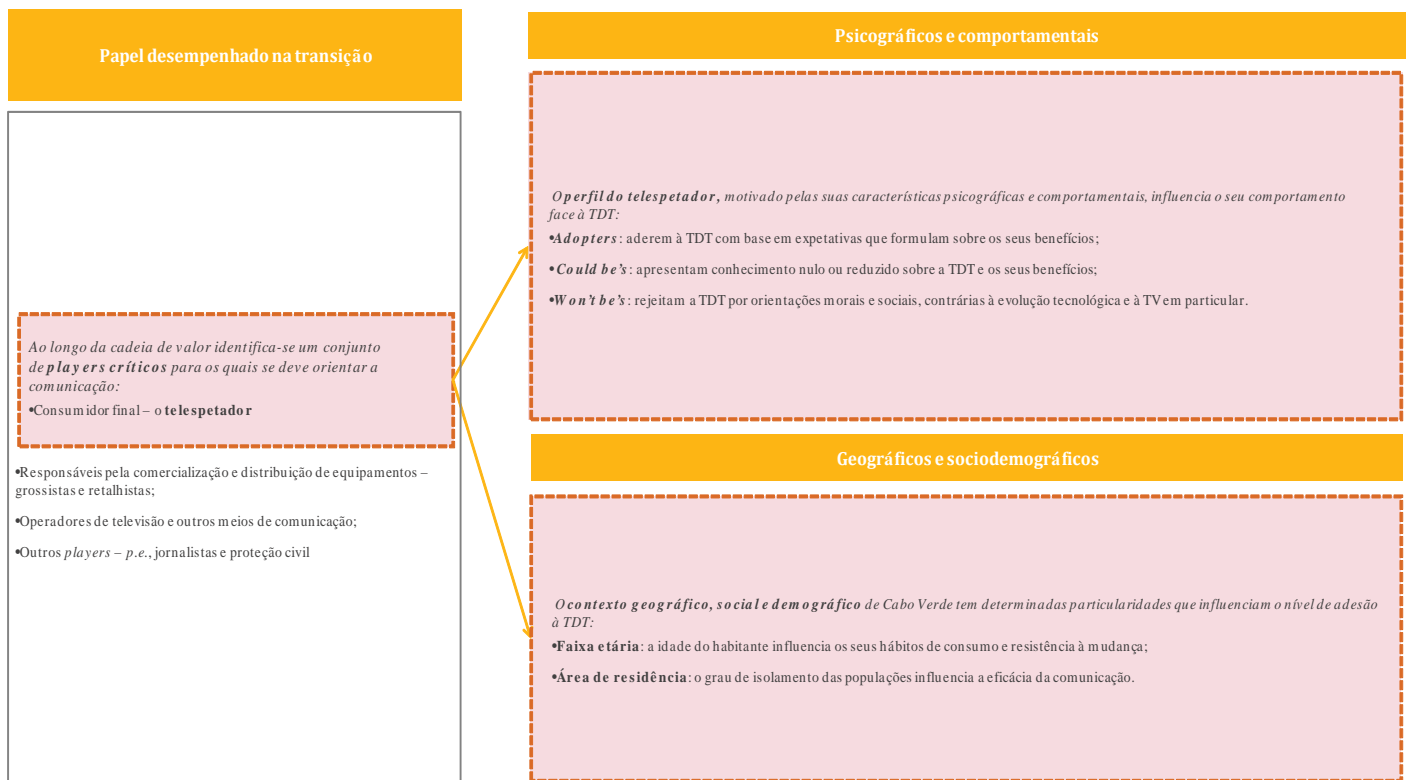 Papel desempenhado na transição
Ao longo da cadeia de valor identifica-se um conjunto
de players críticos para os quais se deve orientar a
comunicação:
•Consumidor final – o telespetador
•Responsáveis pela comercialização e distribuição de equipamentos –
grossistas e retalhistas;
•Operadores de televisão e outros meios de comunicação;
•Outros players – p.e., jornalistas e proteção civil
Psicográficos e comportamentais
O perfil do telespetador, motivado pelas suas características psicográficas e comportamentais, influencia o seu comportamento
face à TDT:
•Adopters: aderem à TDT com base em expetativas que formulam sobre os seus benefícios;
•Could be's: apresentam conhecimento nulo ou reduzido sobre a TDT e os seus benefícios;
•Won't be's: rejeitam a TDT por orientações morais e sociais, contrárias à evolução tecnológica e à TV em particular.
Geográficos e sociodemográficos
O contexto geográfico, social e demográfico de Cabo Verde tem determinadas particularidades que influenciam o nível de adesão
à TDT:
•Faixa etária: a idade do habitante influencia os seus hábitos de consumo e resistência à mudança;
•Área de residência: o grau de isolamento das populações influencia a eficácia da comunicação.